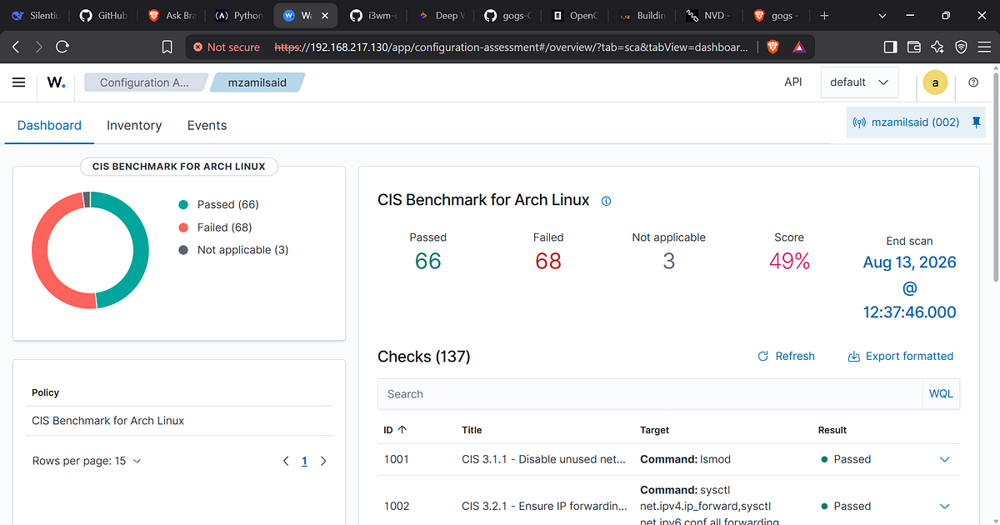 Silentiu
GitHub
Ask Bra
Python
Wa
i3wm-c
Deep V
gogs-C
OpenC
Buildin
NVD -
gogs -
Not secure
https://192.168.217.130/app/configuration-assessment#/overview/?tab=sca&tabView=dashboar...
W.
Configuration A...
mzamilsaid
API
default
a
Dashboard
Inventory
Events
mzamilsaid (002)
CIS BENCHMARK FOR ARCH LINUX
Passed (66)
Failed (68)
Not applicable (3)
Policy
CIS Benchmark for Arch Linux
Rows per page: 15
1
CIS Benchmark for Arch Linux
Passed
66
Failed
68
Not applicable
3
Score
49%
End scan
Aug 13, 2026
@
12:37:46.000
Checks (137)
Refresh
Export formatted
Search
WQL
ID Title Target Result
1001 CIS 3.1.1 - Disable unused net... Command: lsmod Passed
1002 CIS 3.2.1 - Ensure IP forwardin... Command: sysctl
net.ipv4.ip_forward,sysctl Passed
net.ipv6.conf.all.forwarding